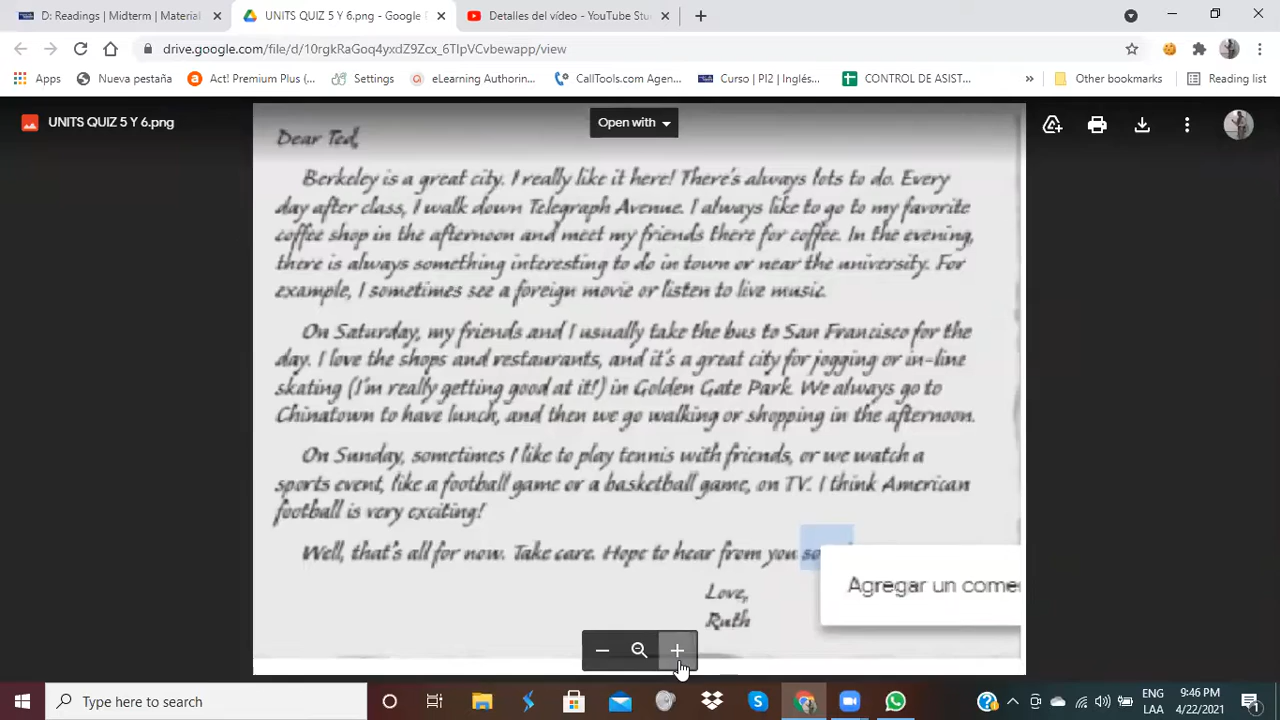 D: Readings | Midterm | Material
UNITS QUIZ 5 Y 6.png - Google
Detalles del vídeo - YouTube Stu
drive.google.com/file/d/10rgkRaGoq4yxdZ9Zcx_6TIpVCvbewapp/view
Apps
Nueva pestaña
Act! Premium Plus (...
Settings
eLearning Authorin...
CallTools.com Agen...
Curso | PI2 | Inglés...
CONTROL DE ASIST...
»
Other bookmarks
Reading list
UNITS QUIZ 5 Y 6.png
Open with
Dear Ted,
Berkeley is a great city. I really like it here! There's always lots to do. Every
day after class, I walk down Telegraph Avenue. I always like to go to my favorite
coffee shop in the afternoon and meet my friends there for coffee. In the evening,
there is always something interesting to do in town or near the university. For
example, I sometimes see a foreign movie or listen to live music.
On Saturday, my friends and I usually take the bus to San Francisco for the
day. I love the shops and restaurants, and it's a great city for jogging or in-line
skating (I'm really getting good at it!) in Golden Gate Park. We always go to
Chinatown to have lunch, and then we go walking or shopping in the afternoon.
On Sunday, sometimes I like to play tennis with friends, or we watch a
sports event, like a football game or a basketball game, on TV. I think American
football is very exciting!
Well, that's all for now. Take care. Hope to hear from you so
Agregar un come
Love,
Ruth
Type here to search
ENG
LAA
9:46 PM
4/22/2021